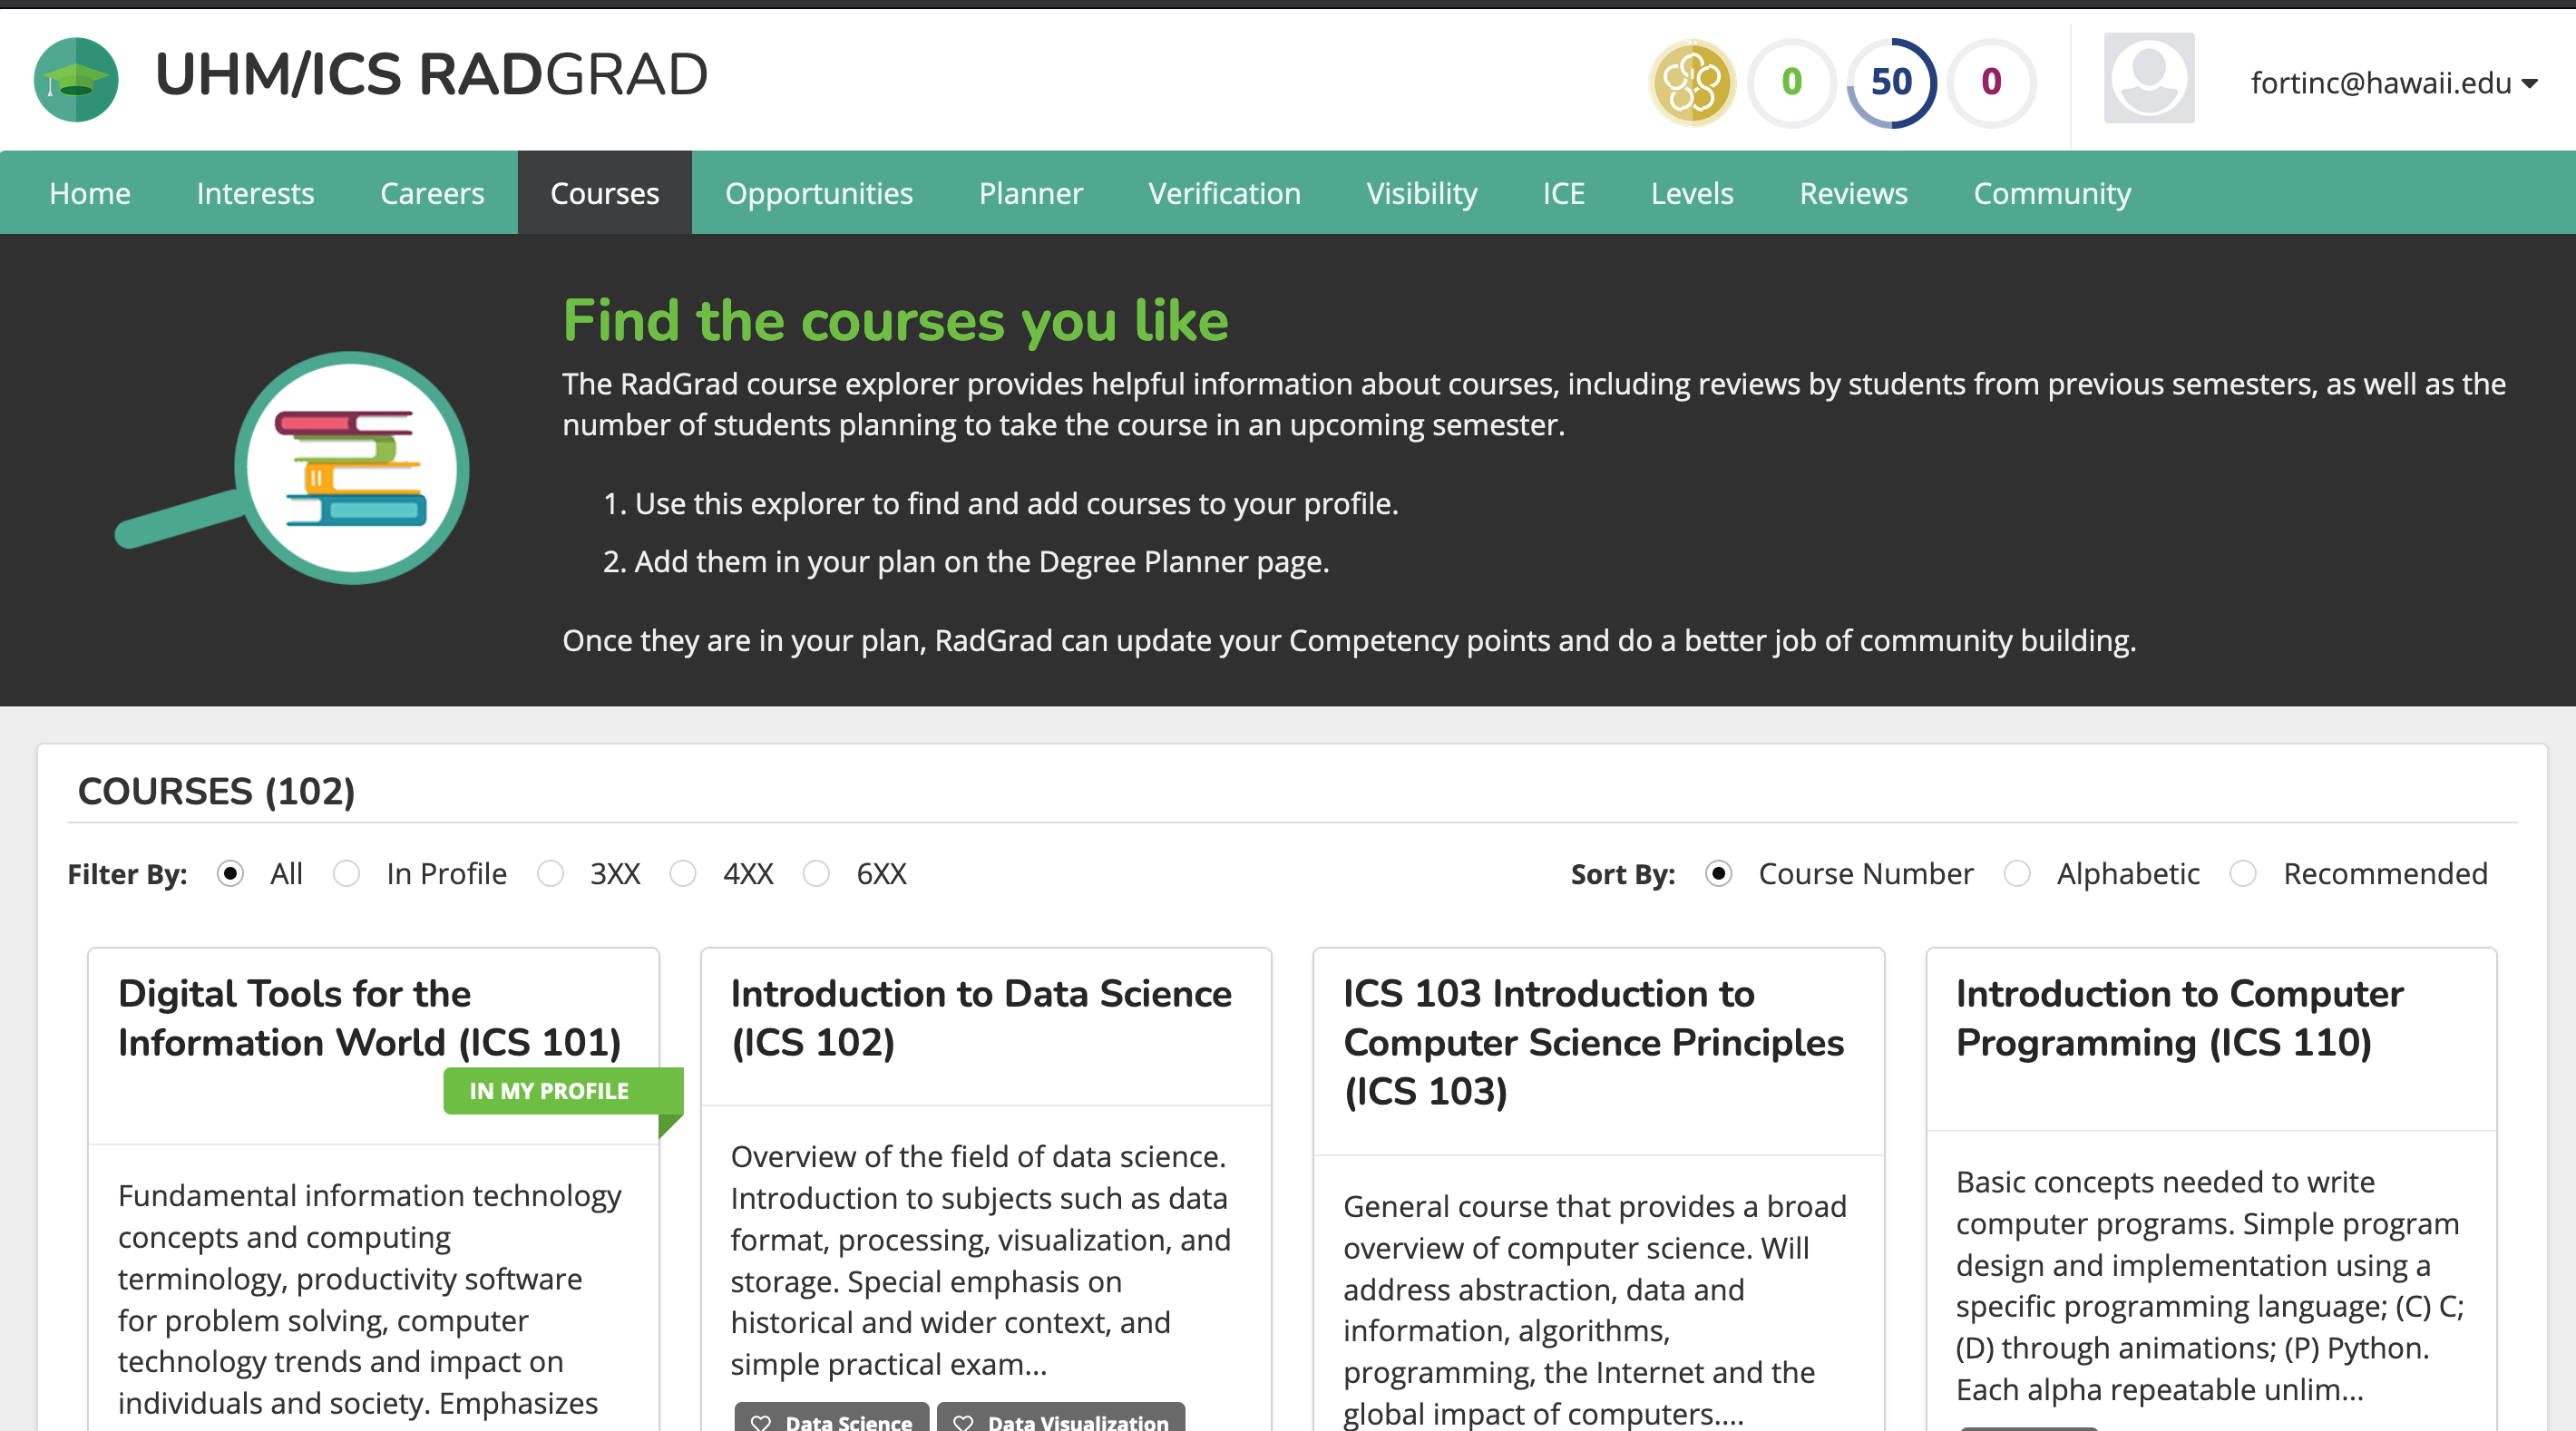 UHM/ICS RADGRAD
0
50
0
fortinc@hawaii.edu
Home
Interests
Careers
Courses
Opportunities
Planner
Verification
Visibility
ICE
Levels
Reviews
Community
Find the courses you like
The RadGrad course explorer provides helpful information about courses, including reviews by students from previous semesters, as well as the
number of students planning to take the course in an upcoming semester.
1. Use this explorer to find and add courses to your profile.
2. Add them in your plan on the Degree Planner page.
Once they are in your plan, RadGrad can update your Competency points and do a better job of community building.
COURSES (102)
Filter By: All In Profile 3XX 4XX 6XX
Sort By: Course Number Alphabetic Recommended
Digital Tools for the
Information World (ICS 101)
IN MY PROFILE
Fundamental information technology
concepts and computing
terminology, productivity software
for problem solving, computer
technology trends and impact on
individuals and society. Emphasizes
Introduction to Data Science
(ICS 102)
Overview of the field of data science.
Introduction to subjects such as data
format, processing, visualization, and
storage. Special emphasis on
historical and wider context, and
simple practical exam...
Data Science
Data Visualization
ICS 103 Introduction to
Computer Science Principles
(ICS 103)
General course that provides a broad
overview of computer science. Will
address abstraction, data and
information, algorithms,
programming, the Internet and the
global impact of computers....
Introduction to Computer
Programming (ICS 110)
Basic concepts needed to write
computer programs. Simple program
design and implementation using a
specific programming language; (C) C;
(D) through animations; (P) Python.
Each alpha repeatable unlim...